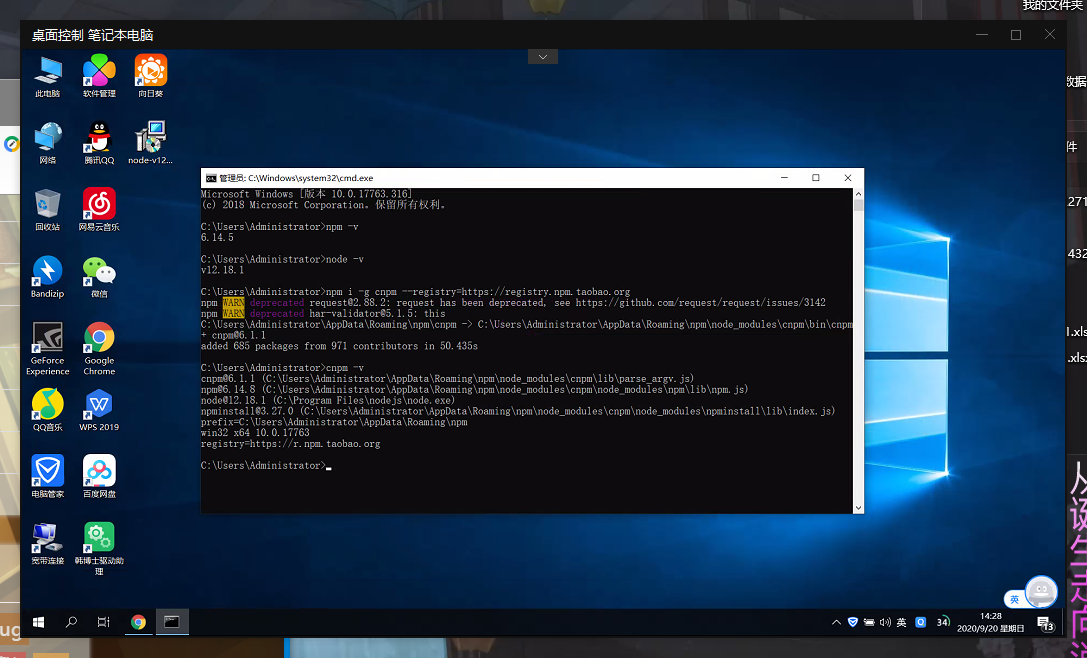 我的文件夹
桌面控制 笔记本电脑
此电脑
软件管理
向日葵
网络
腾讯QQ
node-v12...
回收站
网易云音乐
Bandizip
微信
GeForce
Experience
Google
Chrome
QQ音乐
WPS 2019
电脑管家
百度网盘
宽带连接
韩博士驱动助
理
管理员: C:\Windows\system32\cmd.exe
Microsoft Windows [版本 10.0.17763.316]
(c) 2018 Microsoft Corporation。保留所有权利。
C:\Users\Administrator>npm -v
6.14.5
C:\Users\Administrator>node -v
v12.18.1
C:\Users\Administrator>npm i -g cnpm --registry=https://registry.npm.taobao.org
npm WARN deprecated request@2.88.2: request has been deprecated, see https://github.com/request/request/issues/3142
npm WARN deprecated har-validator@5.1.5: this
C:\Users\Administrator\AppData\Roaming\npm\cnpm -> C:\Users\Administrator\AppData\Roaming\npm\node_modules\cnpm\bin\cnpm
+ cnpm@6.1.1
added 685 packages from 971 contributors in 50.435s
C:\Users\Administrator>cnpm -v
cnpm@6.1.1 (C:\Users\Administrator\AppData\Roaming\npm\node_modules\cnpm\lib\parse_argv.js)
npm@6.14.8 (C:\Users\Administrator\AppData\Roaming\npm\node_modules\cnpm\node_modules\npm\lib\npm.js)
node@12.18.1 (C:\Program Files\nodejs\node.exe)
npminstall@3.27.0 (C:\Users\Administrator\AppData\Roaming\npm\node_modules\cnpm\node_modules\npminstall\lib\index.js)
prefix=C:\Users\Administrator\AppData\Roaming\npm
win32 x64 10.0.17763
registry=https://r.npm.taobao.org
C:\Users\Administrator>
数据
件
271
432
1.xls
.xls
英
英
34
14:28
2020/9/20 星期日
13